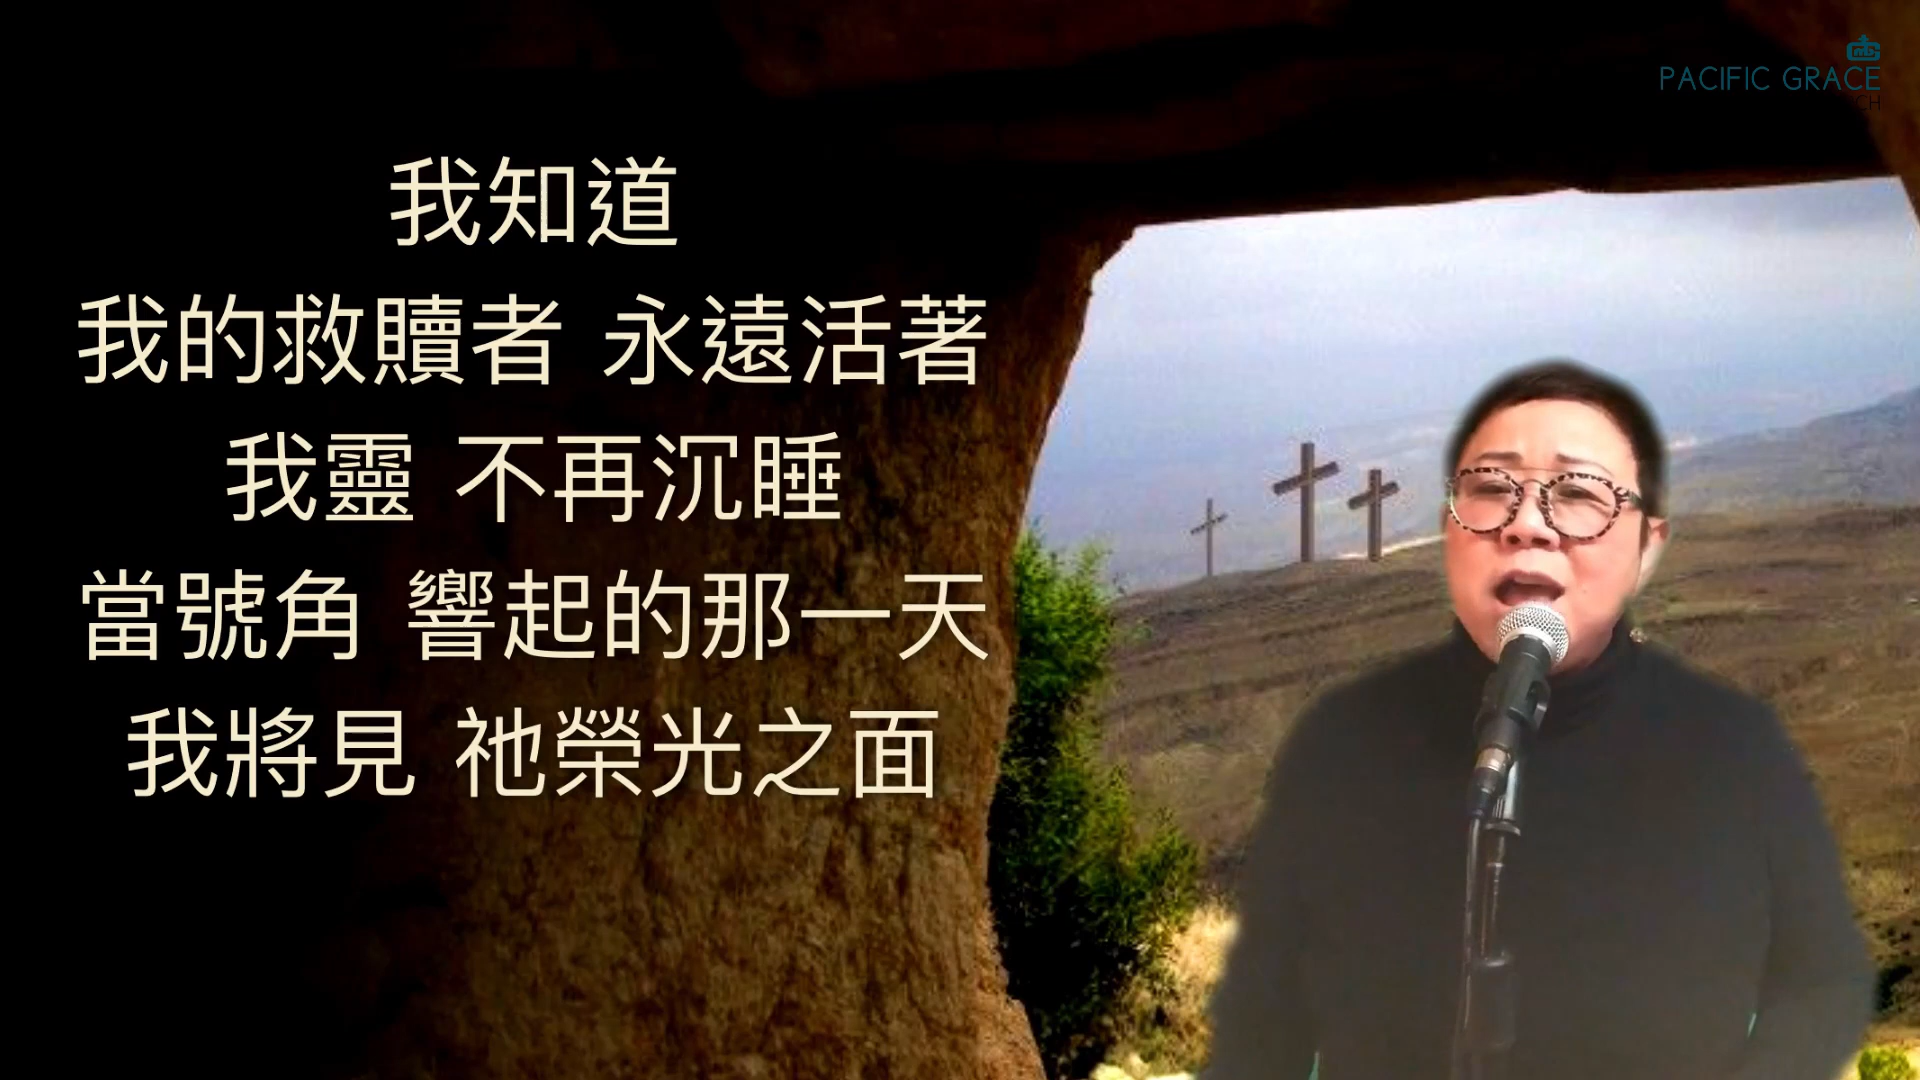 PACIFIC GRACE
CH
我知道
我的救贖者 永遠活著
我靈 不再沉睡
當號角 響起的那一天
我將見 祂榮光之面